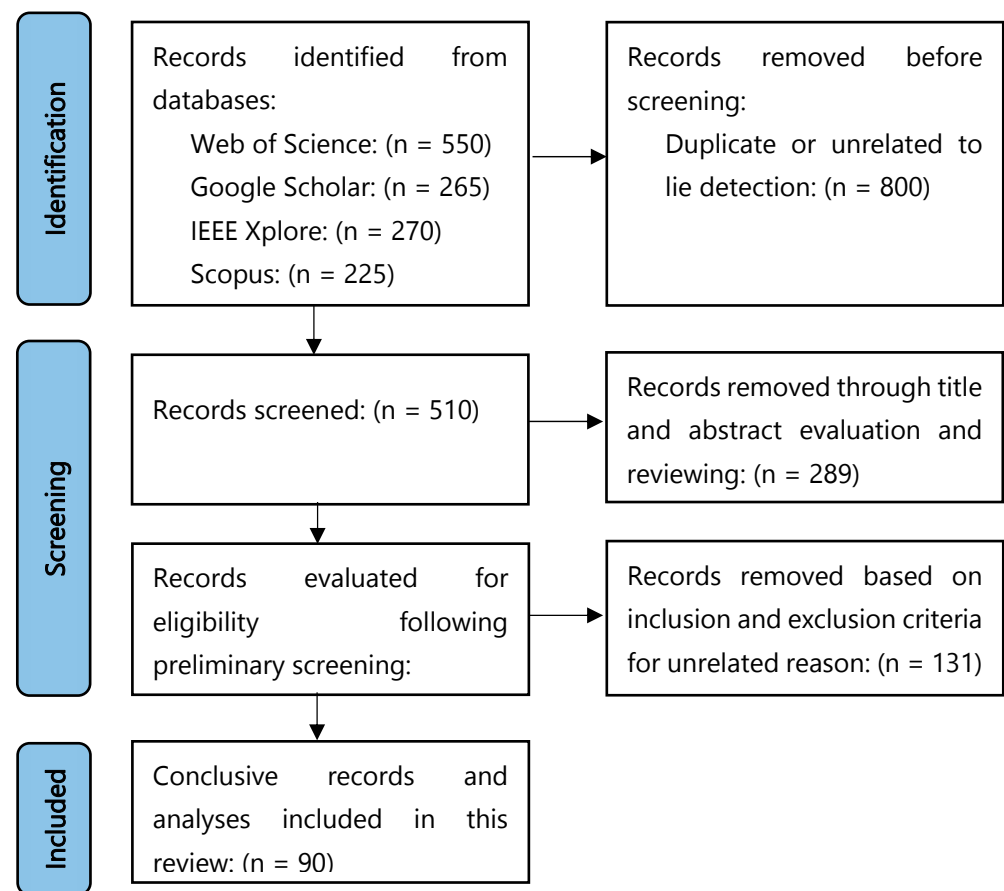 Identification
Records identified from
databases:
Web of Science: (n = 550)
Google Scholar: (n = 265)
IEEE Xplore: (n = 270)
Scopus: (n = 225)
Records removed before
screening:
Duplicate or unrelated to
lie detection: (n = 800)
Screening
Records screened: (n = 510)
Records removed through title
and abstract evaluation and
reviewing: (n = 289)
Records evaluated for
eligibility following
preliminary screening:
Records removed based on
inclusion and exclusion criteria
for unrelated reason: (n = 131)
Included
Conclusive records and
analyses included in this
review: (n = 90)